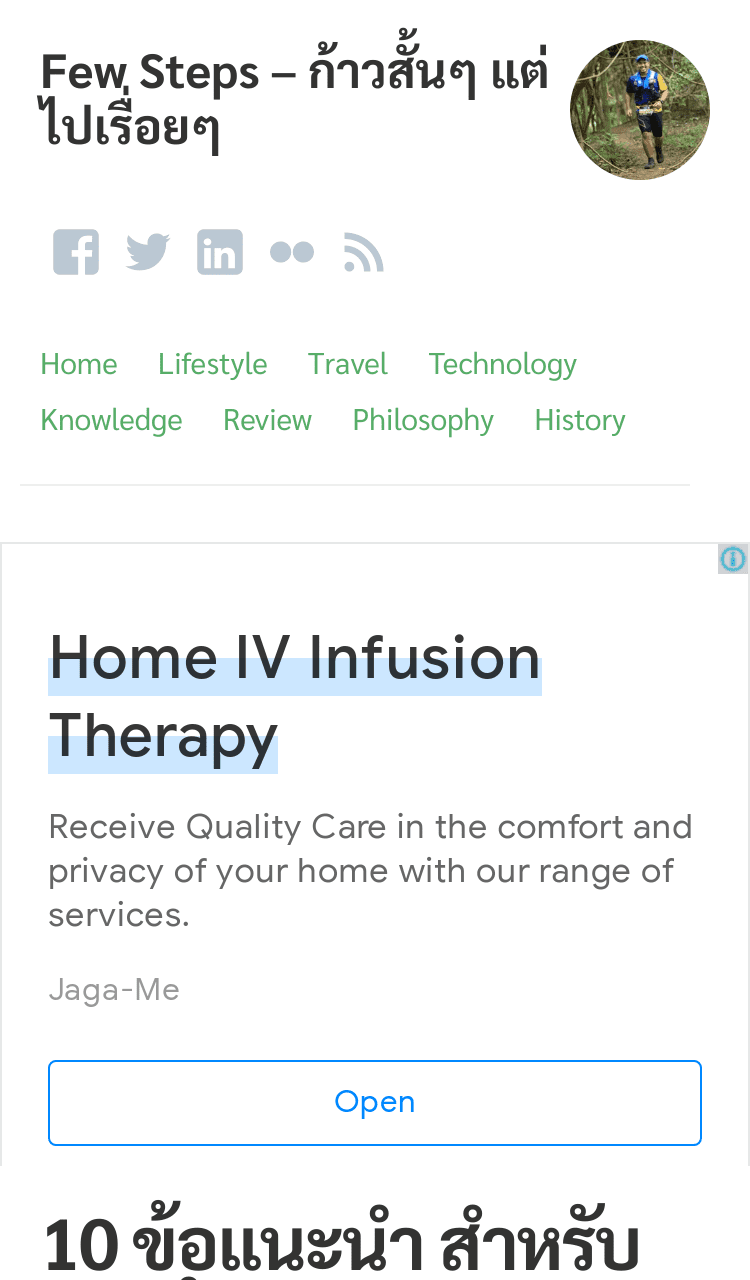 Few Steps – ก้าวสั้นๆ แต่
ไปเรื่อยๆ
Home Lifestyle Travel Technology
Knowledge Review Philosophy History
Home IV Infusion
Therapy
Receive Quality Care in the comfort and
privacy of your home with our range of
services.
Jaga-Me
Open
10 ข้อแนะนำ สำหรับ